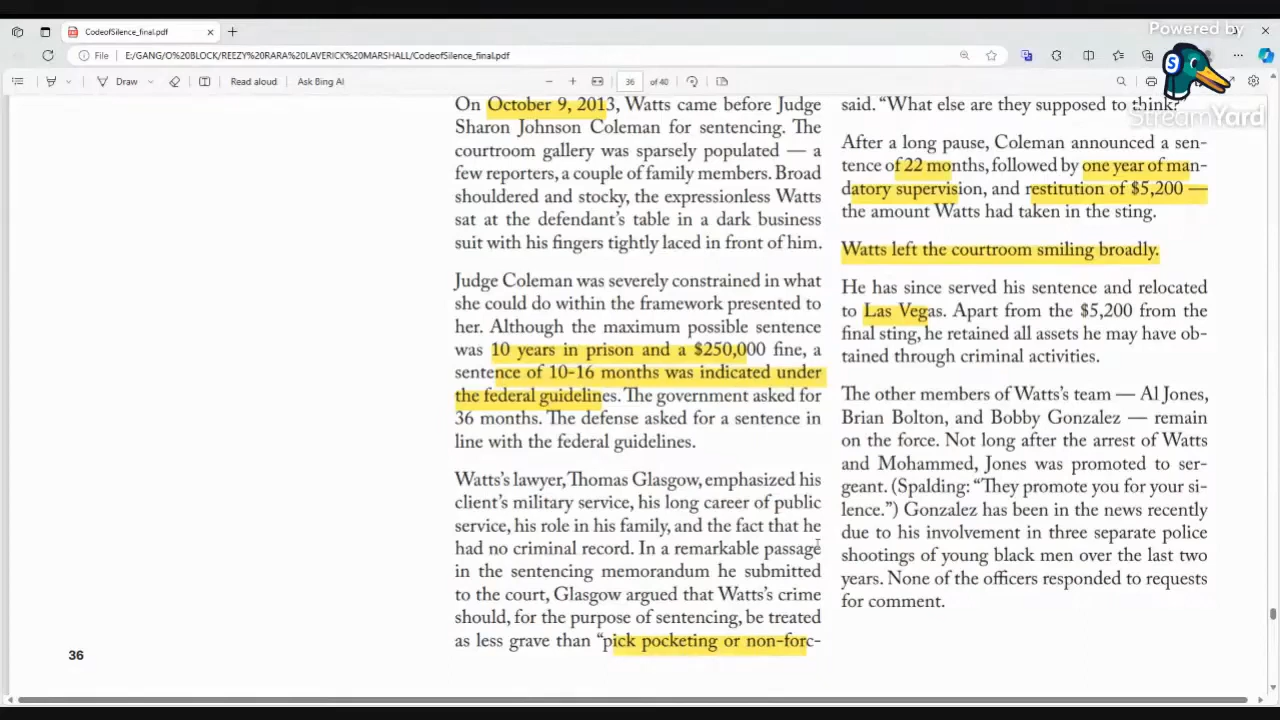 CodeofSilence_final.pdf
Powered by
File
E:/GANG/O%20BLOCK/REEZY%20RARA%20LAVERICK%20MARSHALL/CodeofSilence_final.pdf
Draw
Read aloud
Ask Bing AI
36
of 40
S
StreamYard
On October 9, 2013, Watts came before Judge
Sharon Johnson Coleman for sentencing. The
courtroom gallery was sparsely populated — a
few reporters, a couple of family members. Broad
shouldered and stocky, the expressionless Watts
sat at the defendant's table in a dark business
suit with his fingers tightly laced in front of him.
Judge Coleman was severely constrained in what
she could do within the framework presented to
her. Although the maximum possible sentence
was 10 years in prison and a $250,000 fine, a
sentence of 10-16 months was indicated under
the federal guidelines. The government asked for
36 months. The defense asked for a sentence in
line with the federal guidelines.
Watts's lawyer, Thomas Glasgow, emphasized his
client's military service, his long career of public
service, his role in his family, and the fact that he
had no criminal record. In a remarkable passage
in the sentencing memorandum he submitted
to the court, Glasgow argued that Watts's crime
should, for the purpose of sentencing, be treated
as less grave than “pick pocketing or non-forc-
said. “What else are they supposed to think?”
After a long pause, Coleman announced a sen-
tence of 22 months, followed by one year of man-
datory supervision, and restitution of $5,200 —
the amount Watts had taken in the sting.
Watts left the courtroom smiling broadly.
He has since served his sentence and relocated
to Las Vegas. Apart from the $5,200 from the
final sting, he retained all assets he may have ob-
tained through criminal activities.
The other members of Watts's team — Al Jones,
Brian Bolton, and Bobby Gonzalez — remain
on the force. Not long after the arrest of Watts
and Mohammed, Jones was promoted to ser-
geant. (Spalding: “They promote you for your si-
lence.”) Gonzalez has been in the news recently
due to his involvement in three separate police
shootings of young black men over the last two
years. None of the officers responded to requests
for comment.
36